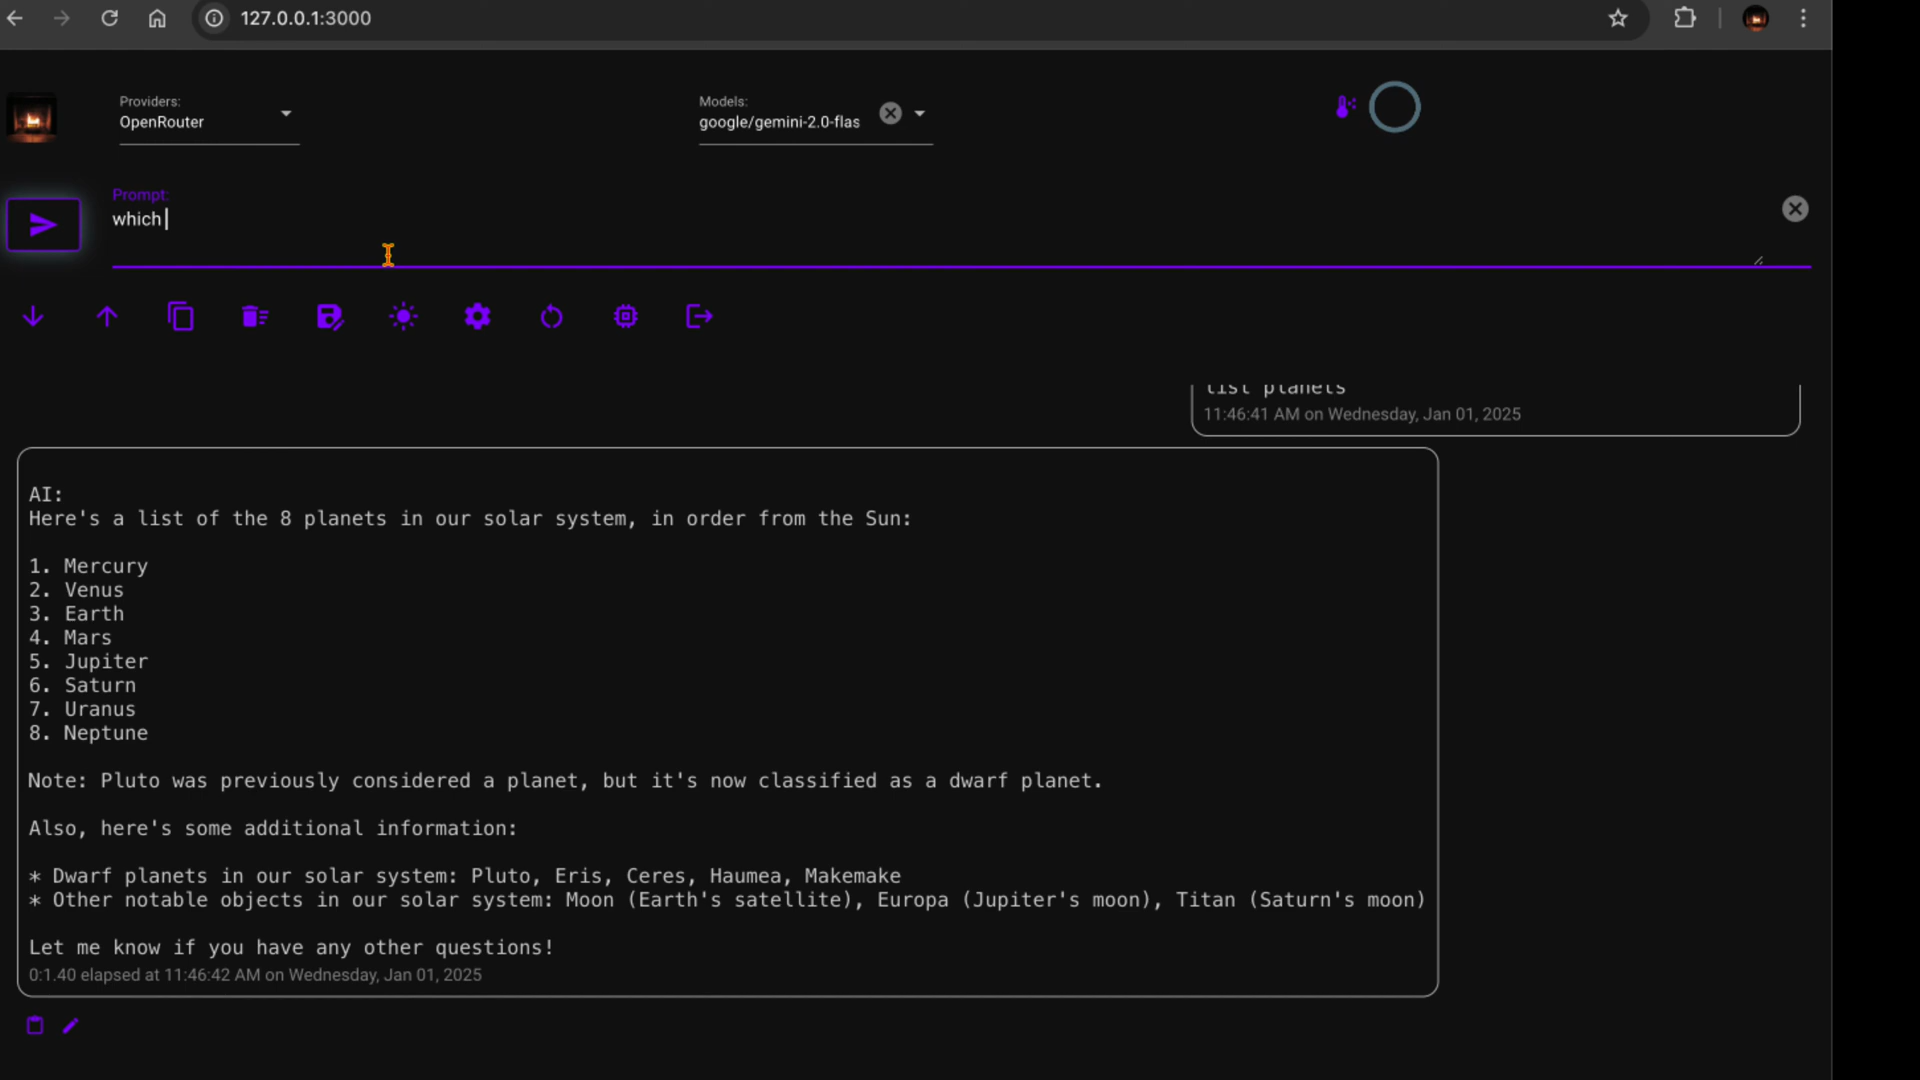 127.0.0.1:3000
Providers:
OpenRouter
Models:
google/gemini-2.0-flas
Prompt:
which
list planets
11:46:41 AM on Wednesday, Jan 01, 2025
AI:
Here's a list of the 8 planets in our solar system, in order from the Sun:
1. Mercury
2. Venus
3. Earth
4. Mars
5. Jupiter
6. Saturn
7. Uranus
8. Neptune
Note: Pluto was previously considered a planet, but it's now classified as a dwarf planet.
Also, here's some additional information:
* Dwarf planets in our solar system: Pluto, Eris, Ceres, Haumea, Makemake
* Other notable objects in our solar system: Moon (Earth's satellite), Europa (Jupiter's moon), Titan (Saturn's moon)
Let me know if you have any other questions!
0:1.40 elapsed at 11:46:42 AM on Wednesday, Jan 01, 2025